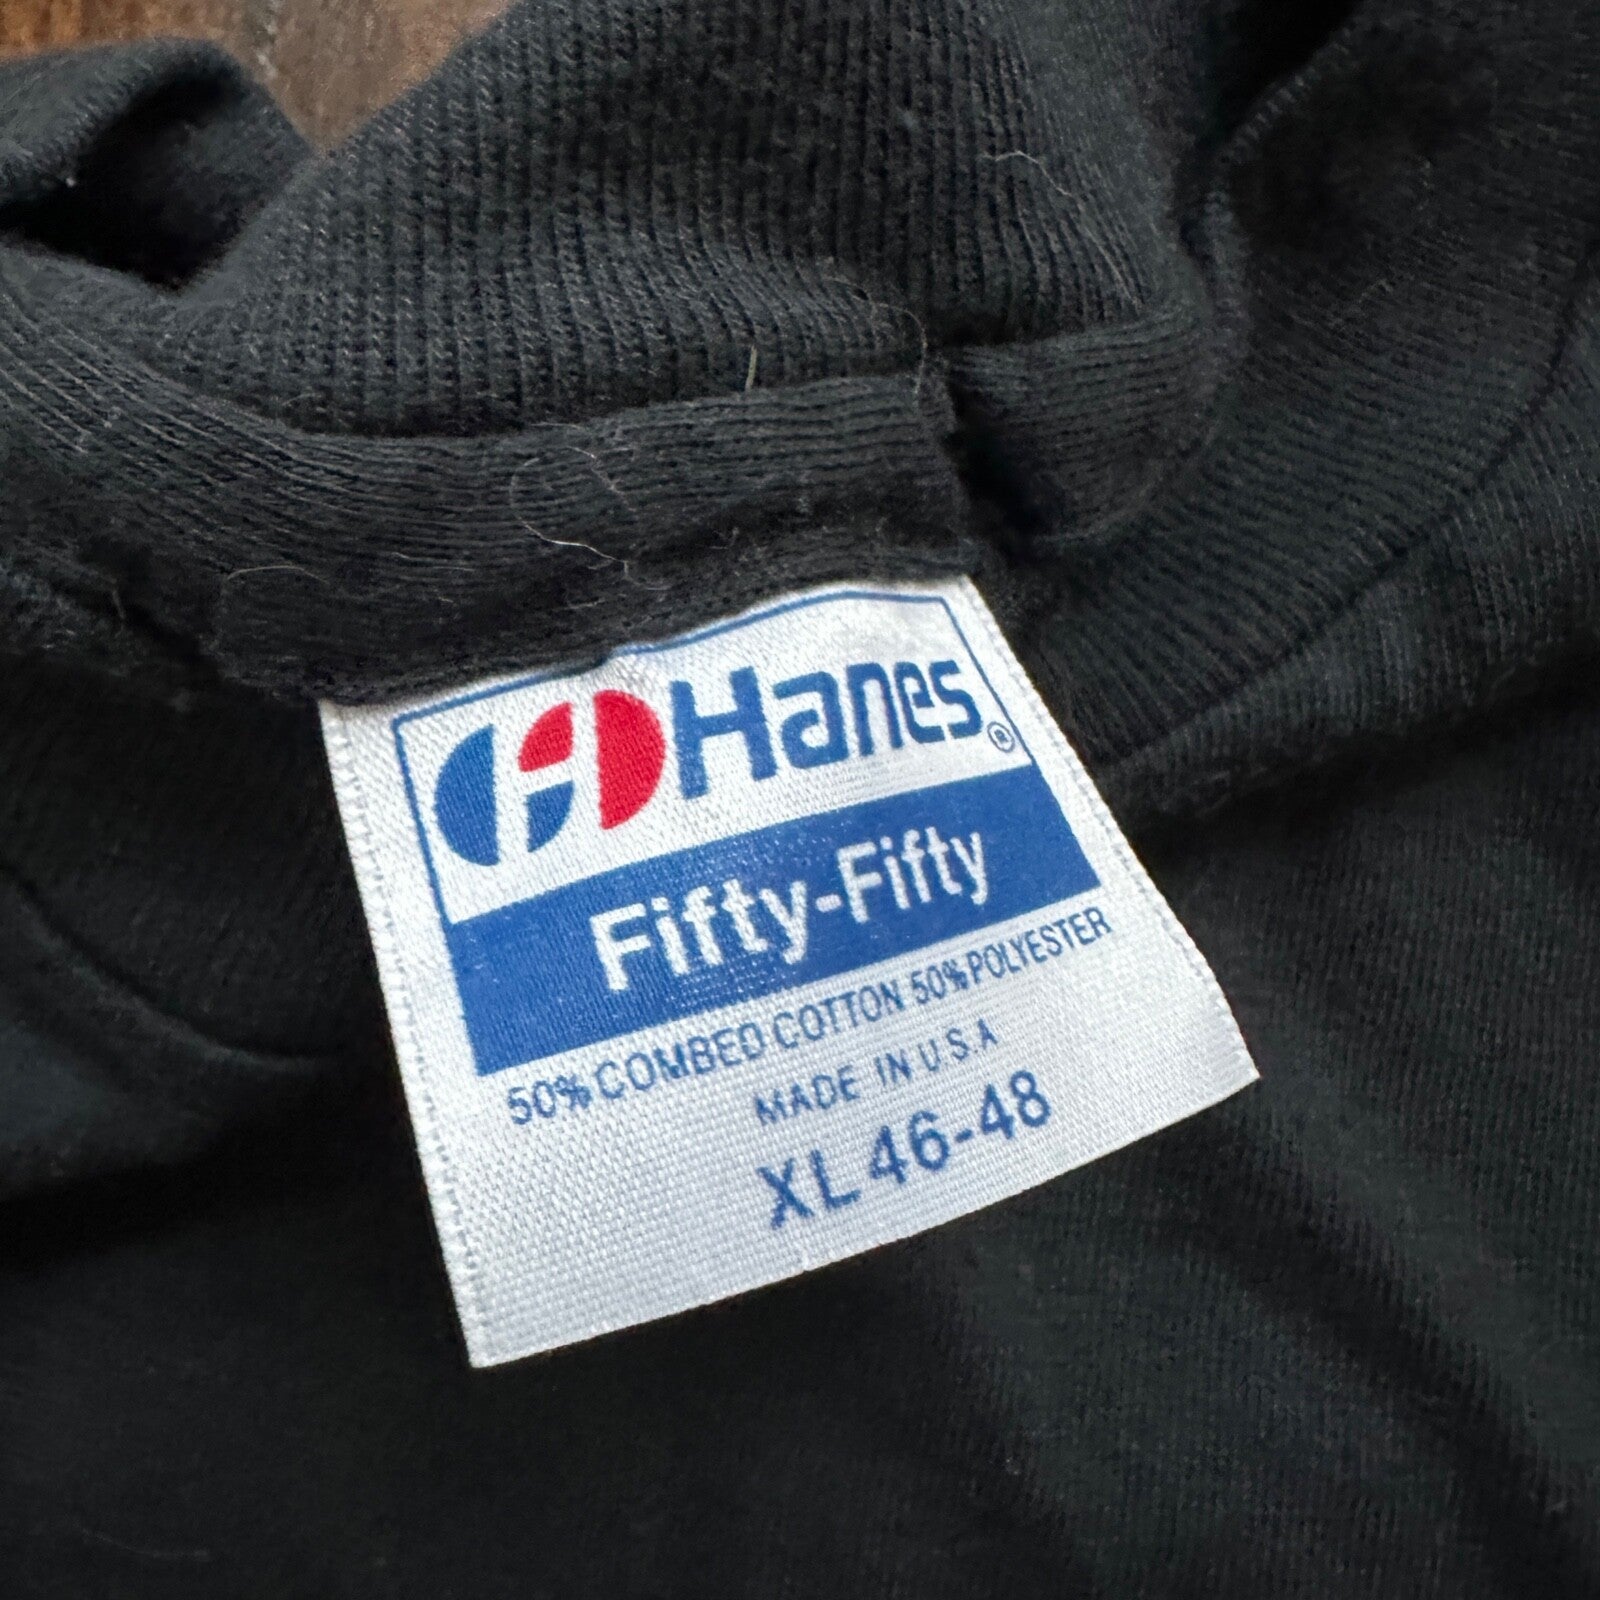 Hanes®
Fifty-Fifty
50% COMBED COTTON 50% POLYESTER
MADE IN U.S.A
XL 46-48